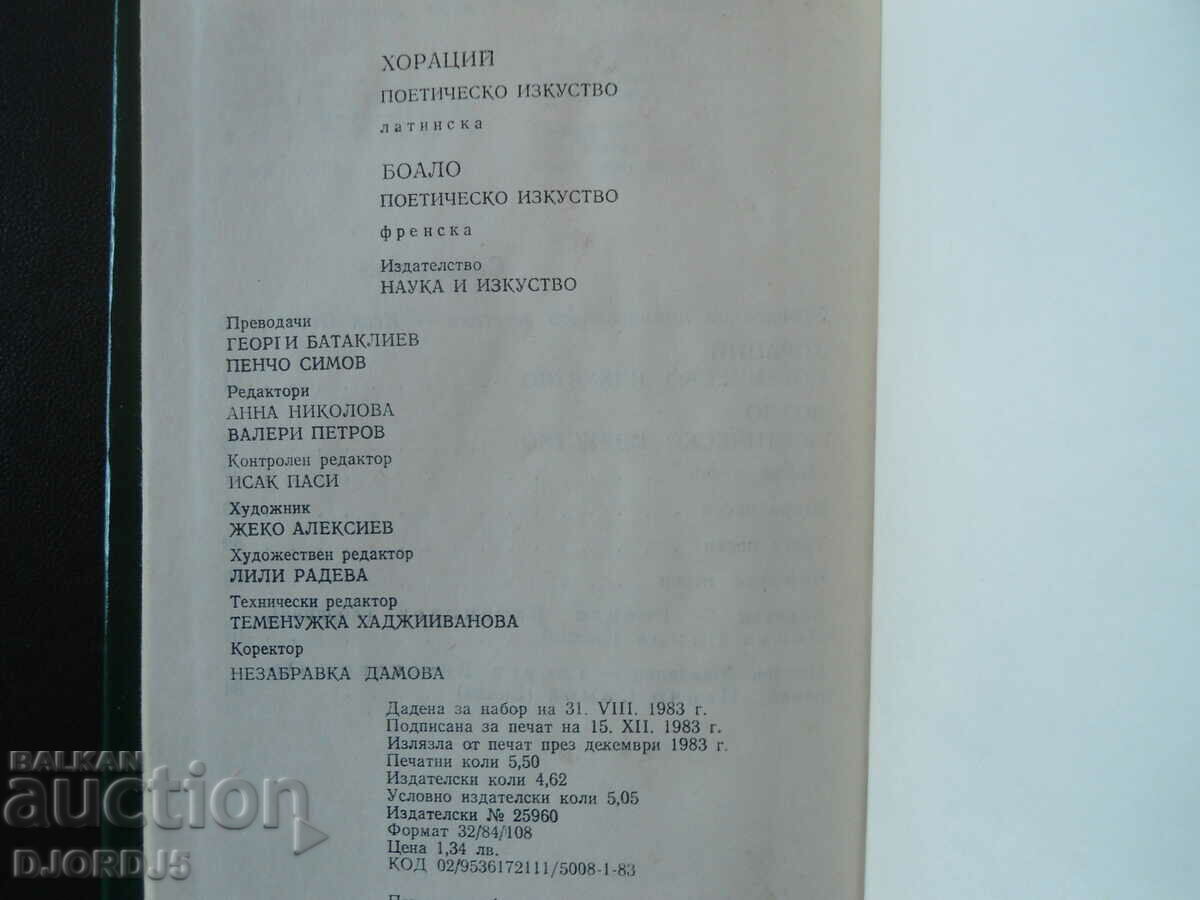 ХОРАЦИЙ
ПОЕТИЧЕСКО ИЗКУСТВО
латинска
БОАЛО
ПОЕТИЧЕСКО ИЗКУСТВО
френска
Издателство
НАУКА И ИЗКУСТВО
Преводачи
ГЕОРГИ БАТАКЛИЕВ
ПЕНЧО СИМОВ
Редактори
АННА НИКОЛОВА
ВАЛЕРИ ПЕТРОВ
Контролен редактор
ИСАК ПАСИ
Художник
ЖЕКО АЛЕКСИЕВ
Художествен редактор
ЛИЛИ РАДЕВА
Технически редактор
ТЕМЕНУЖКА ХАДЖИИВАНОВА
Коректор
НЕЗАБРАВКА ДАМОВА
Дадена за набор на 31. VIII. 1983 г.
Подписана за печат на 15. XII. 1983 г.
Излязла от печат през декември 1983 г.
Печатни коли 5,50
Издателски коли 4,62
Условно издателски коли 5,05
Издателски № 25960
Формат 32/84/108
Цена 1,34 лв.
КОД 02/9536172111/5008-1-83
BALKAN
auction
DJORDJ5